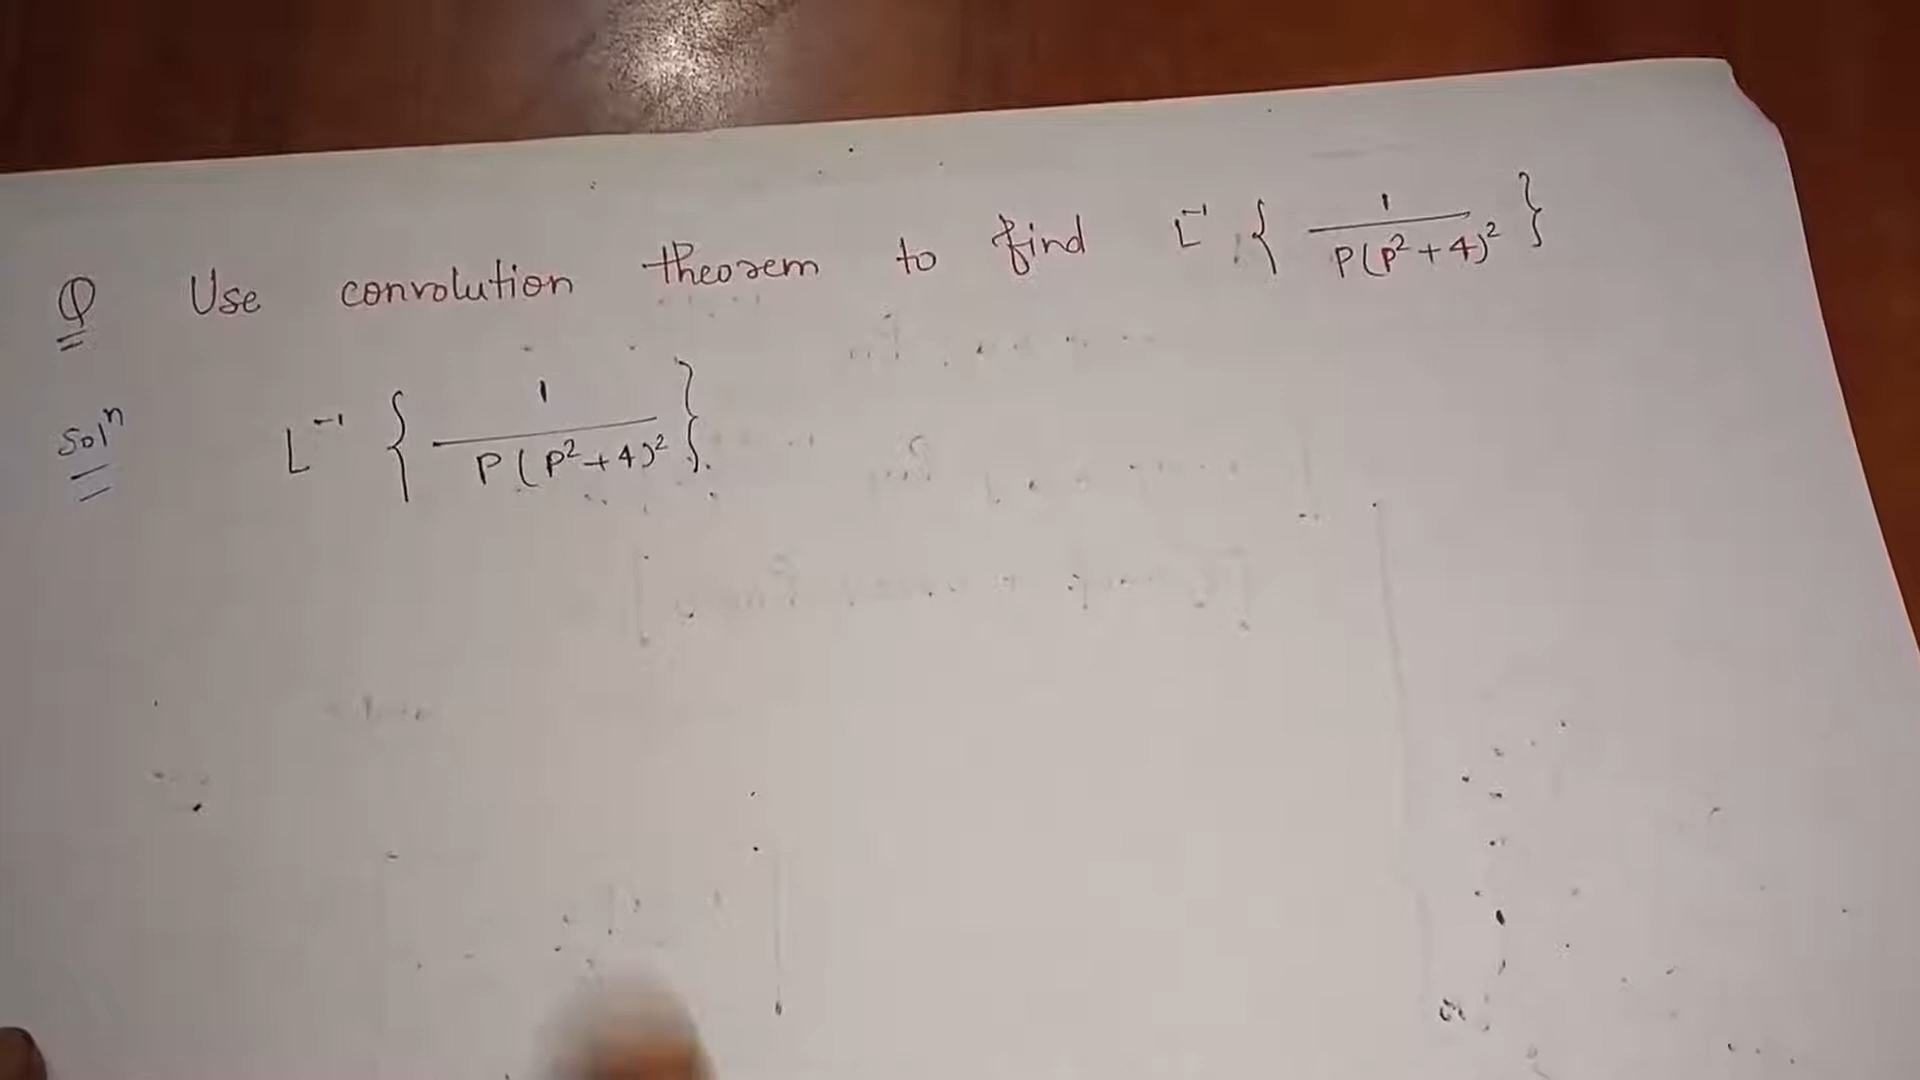 Q Use convolution theorem to find L⁻¹ { 1 / P(P²+4)² }
Solⁿ L⁻¹ { 1 / P(P²+4)² }.